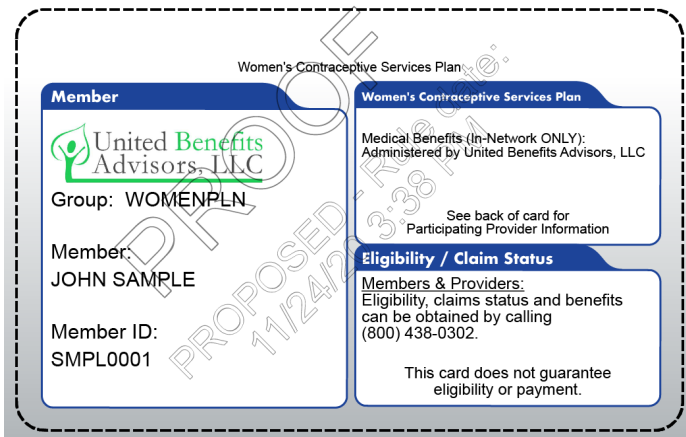 Women's Contraceptive Services Plan
Member
United Benefits
Advisors, LLC
Group: WOMENPLN
Member:
JOHN SAMPLE
Member ID:
SMPL0001
Women's Contraceptive Services Plan
Medical Benefits (In-Network ONLY):
Administered by United Benefits Advisors, LLC
See back of card for
Participating Provider Information
Eligibility / Claim Status
Members & Providers:
Eligibility, claims status and benefits
can be obtained by calling
(800) 438-0302.
This card does not guarantee
eligibility or payment.
PROOF
PROPOSED - Rule date:
11/24/20 3:38 PM